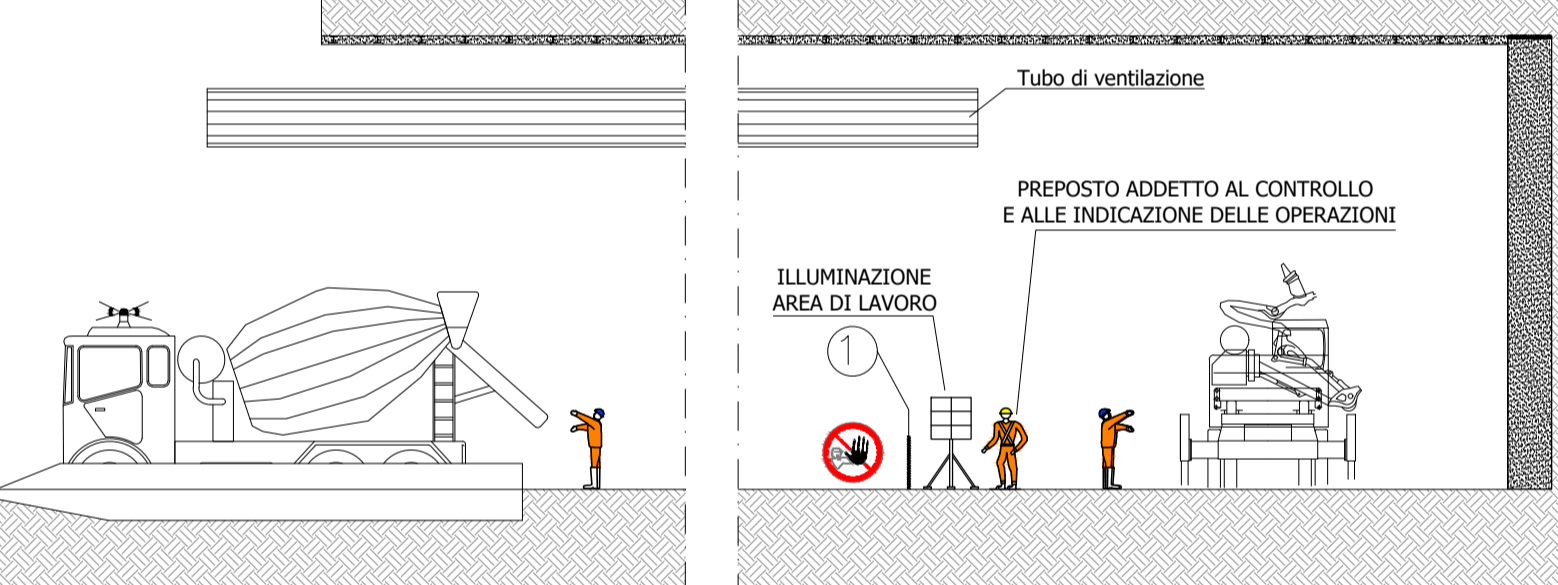 Tubo di ventilazione
PREPOSTO ADDETTO AL CONTROLLO
E ALLE INDICAZIONE DELLE OPERAZIONI
ILLUMINAZIONE
AREA DI LAVORO
1